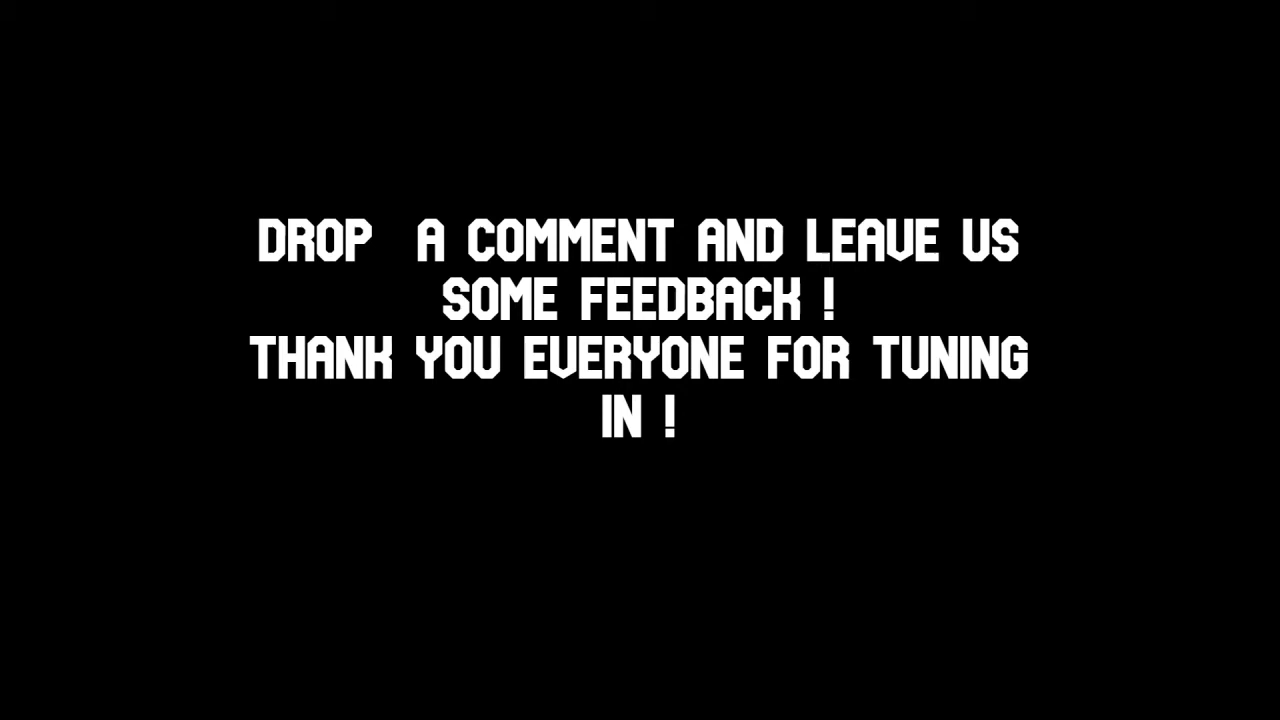 DROP  A COMMENT AND LEAVE US
SOME FEEDBACK !
THANK YOU EVERYONE FOR TUNING
IN !